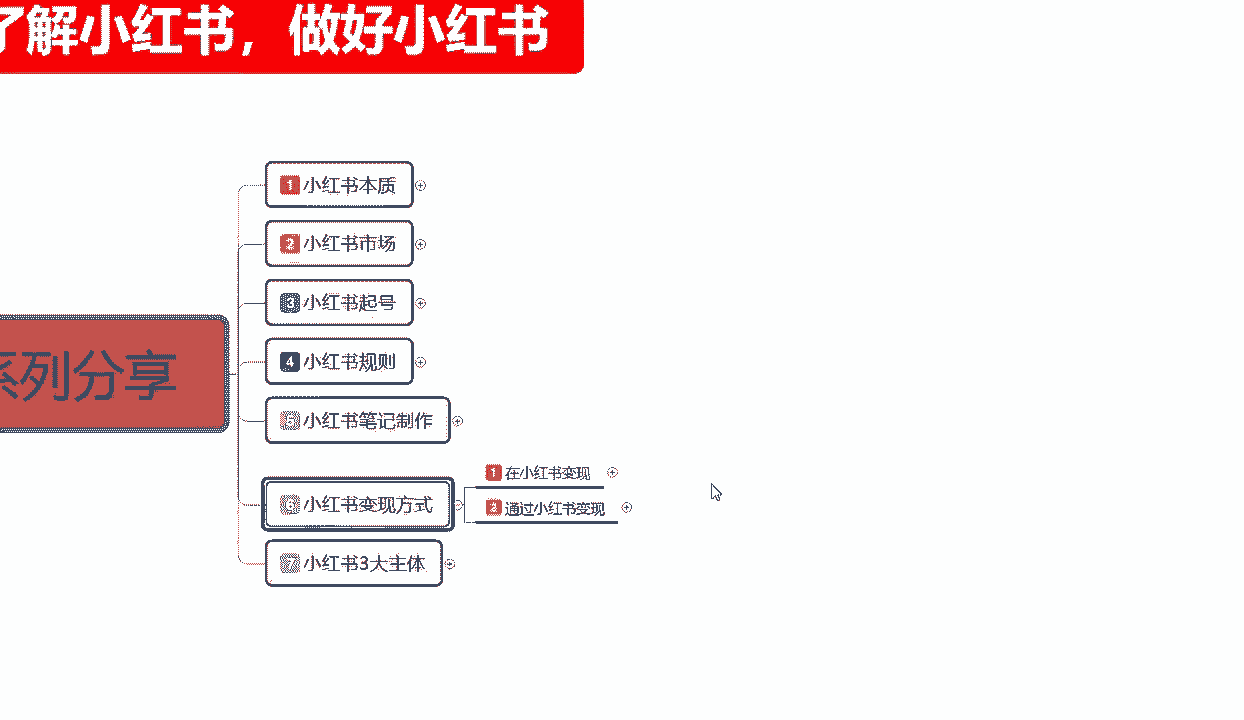 了解小红书，做好小红书
1 小红书本质
2 小红书市场
3 小红书起号
4 小红书规则
系列分享
5 小红书笔记制作
1 在小红书变现
6 小红书变现方式
2 通过小红书变现
7 小红书3大主体